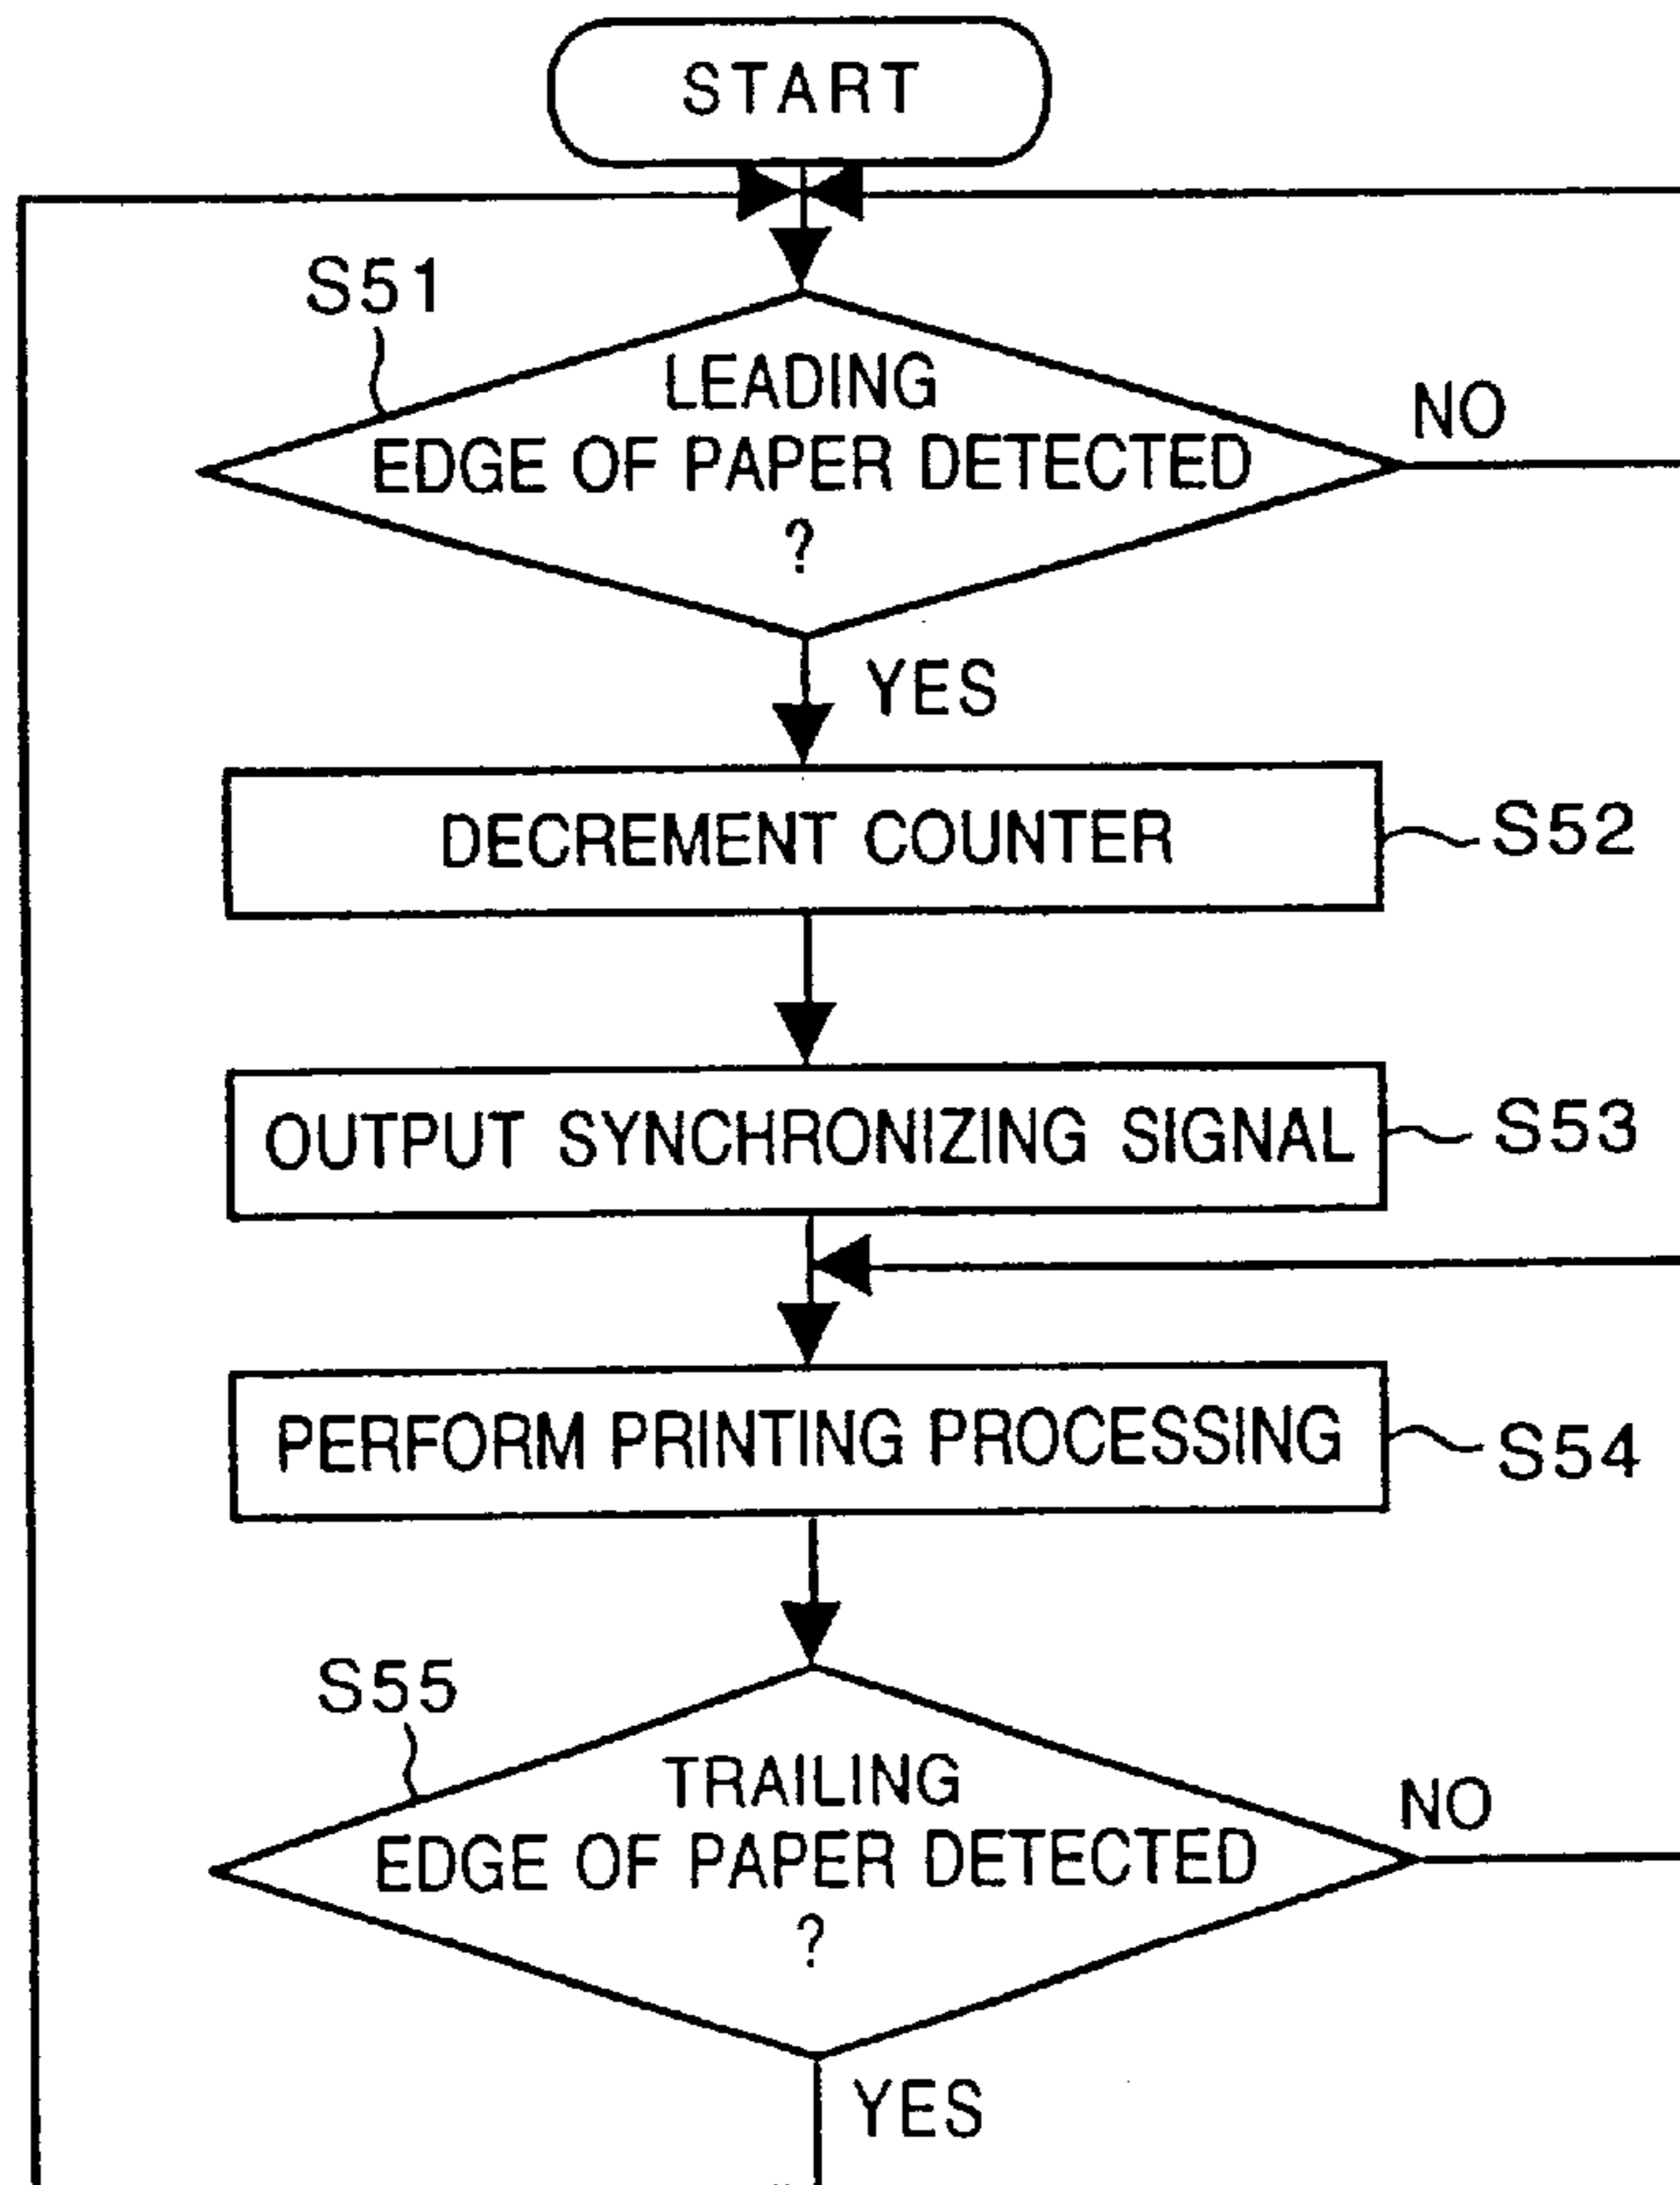 START
S51
LEADING
EDGE OF PAPER DETECTED
?
NO
YES
DECREMENT COUNTER
S52
OUTPUT SYNCHRONIZING SIGNAL
S53
PERFORM PRINTING PROCESSING
S54
S55
TRAILING
EDGE OF PAPER DETECTED
?
NO
YES